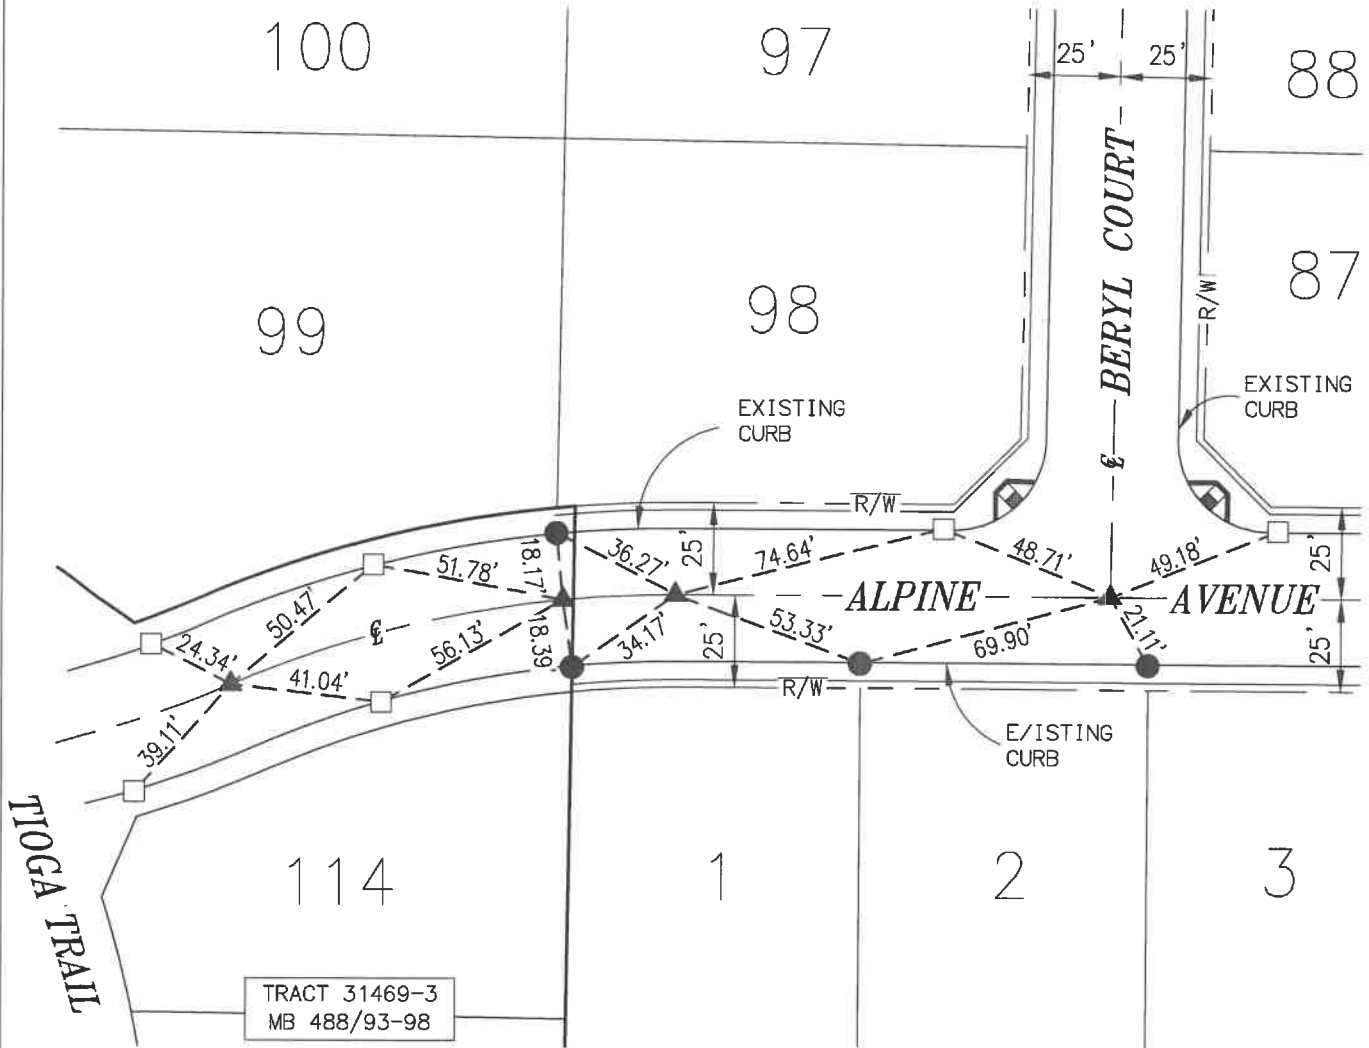 100
97
25'
25'
88
BERYL COURT
99
98
87
R/W
EXISTING
CURB
EXISTING
CURB
℄
R/W
25'
18.17'
36.27'
74.64'
48.71'
49.18'
25'
51.78'
50.47'
ALPINE
AVENUE
℄
24.34'
56.13'
18.39
34.17'
25'
53.33'
69.90'
21.11'
25'
41.04'
R/W
39.11'
E/ISTING
CURB
TIOGA TRAIL
114
1
2
3
TRACT 31469-3
MB 488/93-98